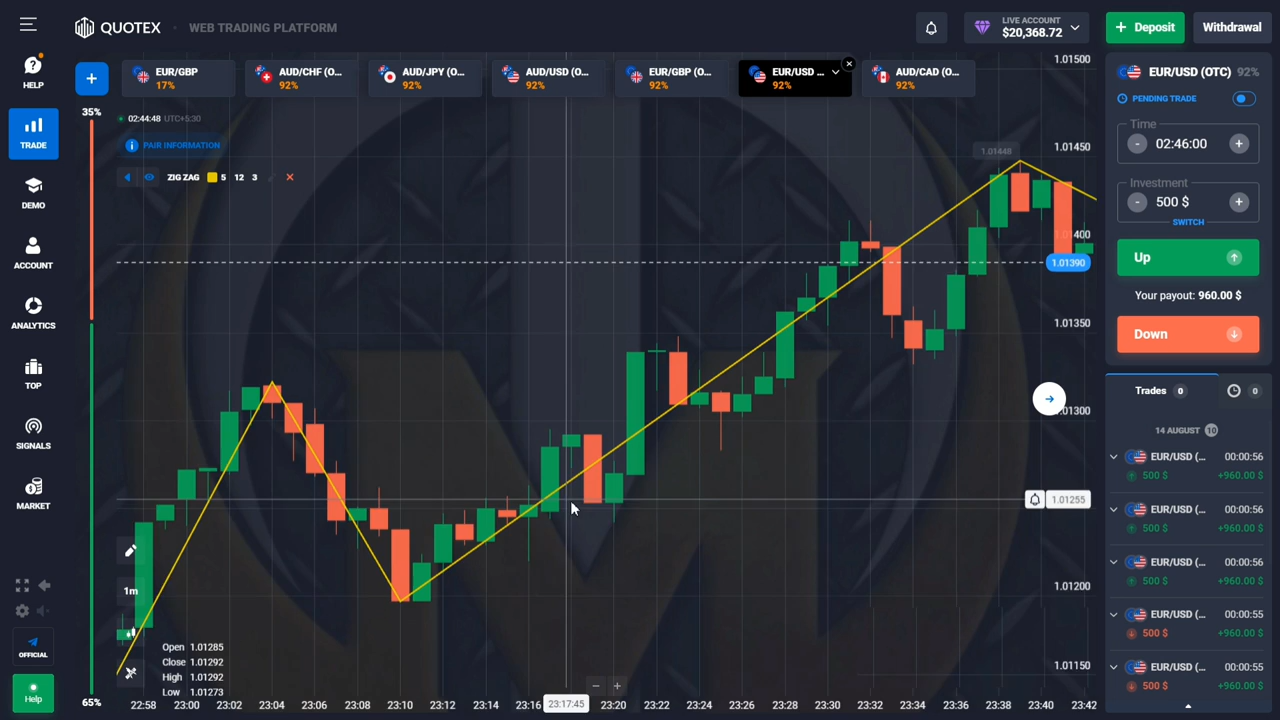 QUOTEX
WEB TRADING PLATFORM
LIVE ACCOUNT
$20,368.72
+ Deposit
Withdrawal
HELP
TRADE
DEMO
ACCOUNT
ANALYTICS
TOP
SIGNALS
MARKET
OFFICIAL
Help
+
EUR/GBP
17%
AUD/CHF (O...
92%
AUD/JPY (O...
92%
AUD/USD (O...
92%
EUR/GBP (O...
92%
EUR/USD ...
92%
AUD/CAD (O...
92%
35%
65%
02:44:48 UTC+5:30
PAIR INFORMATION
ZIG ZAG 5 12 3
1.01448
1.01500
1.01450
1.01400
1.01390
1.01350
1.01300
1.01255
1.01200
1.01150
1m
Open 1.01285
Close 1.01292
High 1.01292
Low 1.01273
22:58 23:00 23:02 23:04 23:06 23:08 23:10 23:12 23:14 23:16 23:17:45 23:20 23:22 23:24 23:26 23:28 23:30 23:32 23:34 23:36 23:38 23:40 23:42
EUR/USD (OTC) 92%
PENDING TRADE
Time
- 02:46:00 +
Investment
- 500 $ +
SWITCH
Up
Your payout: 960.00 $
Down
Trades 0 0
14 AUGUST 10
EUR/USD (... 00:00:56
500 $ +960.00 $
EUR/USD (... 00:00:56
500 $ +960.00 $
EUR/USD (... 00:00:56
500 $ +960.00 $
EUR/USD (... 00:00:55
500 $ +960.00 $
EUR/USD (... 00:00:55
500 $ +960.00 $